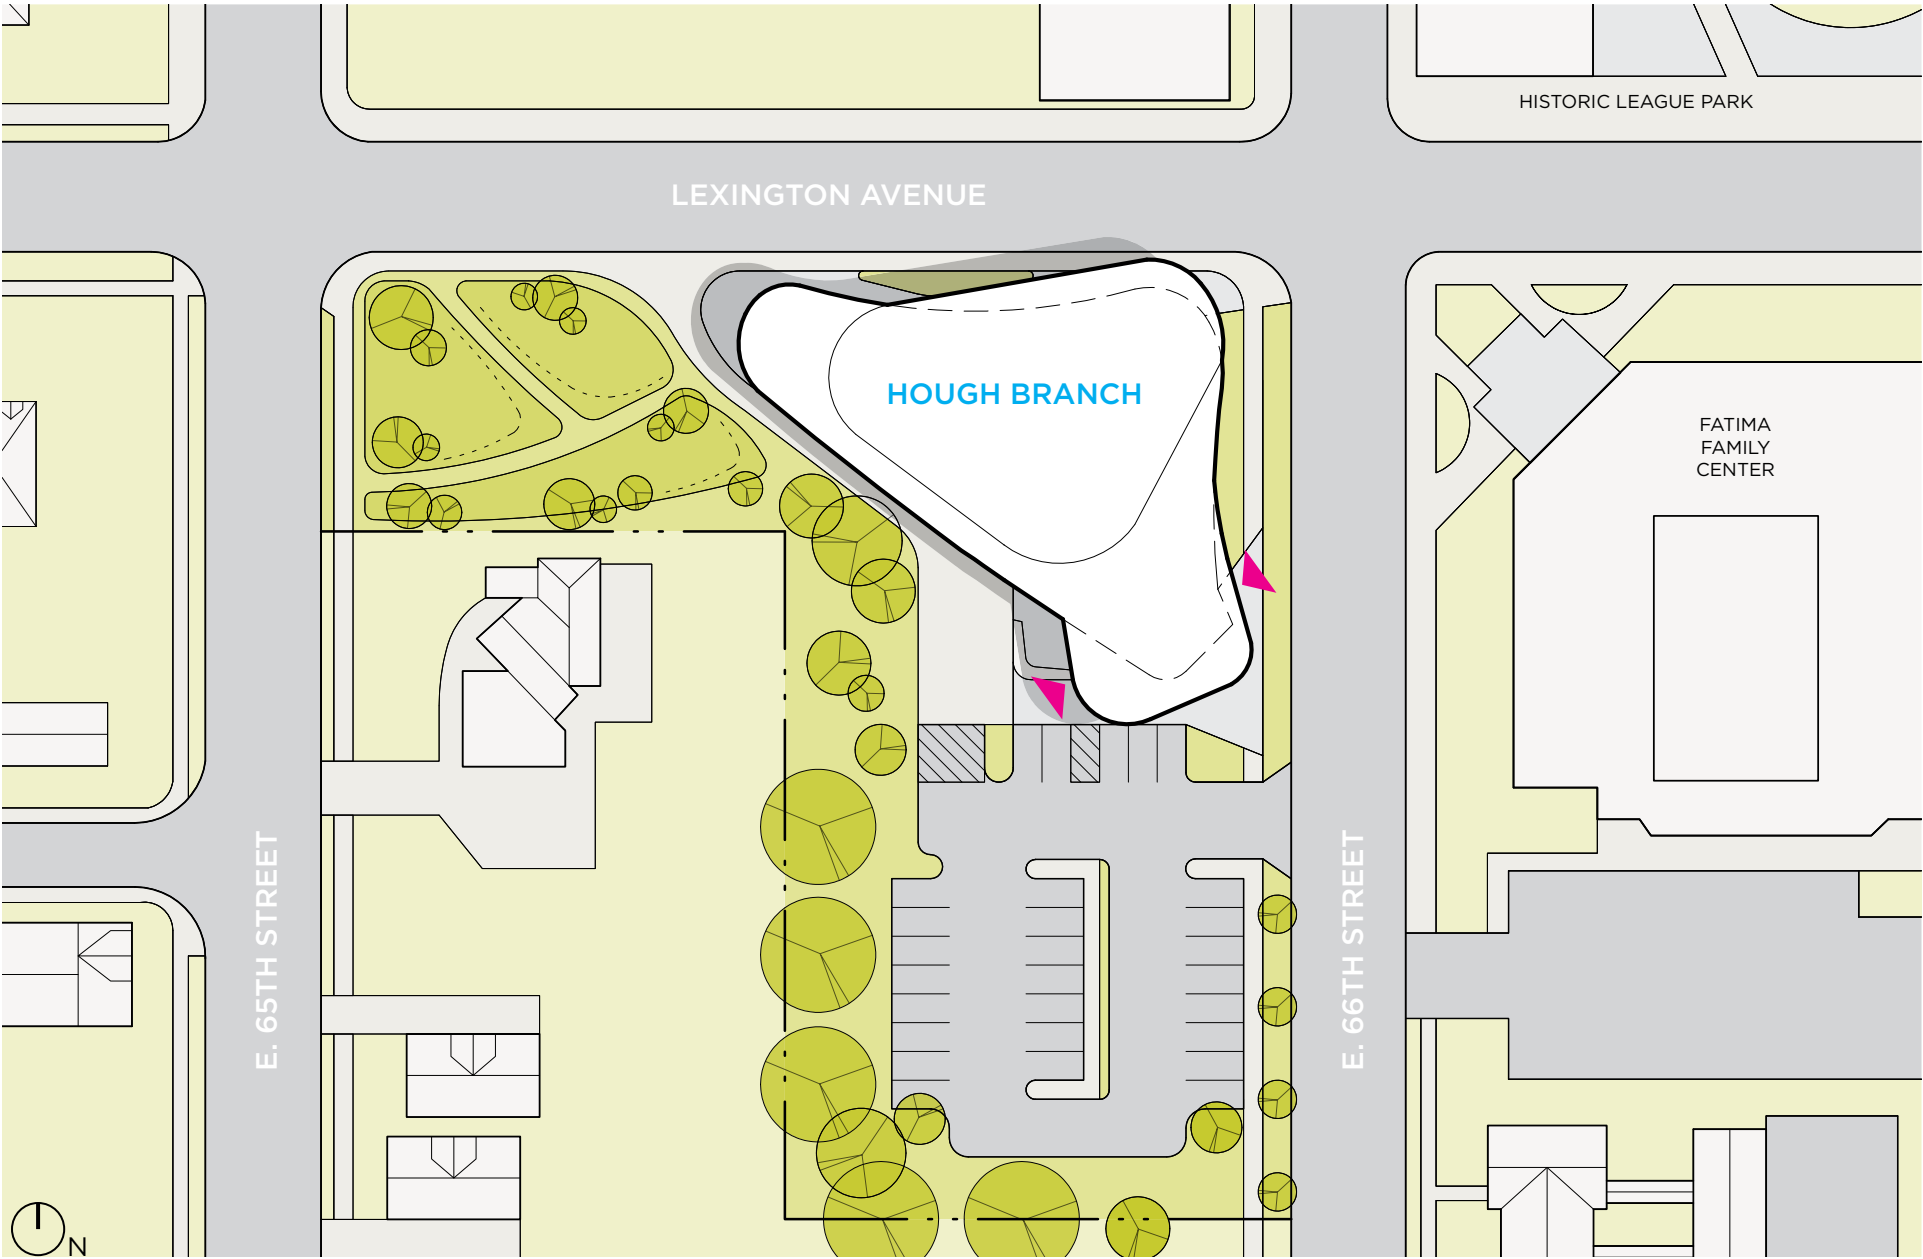 HISTORIC LEAGUE PARK
LEXINGTON AVENUE
HOUGH BRANCH
FATIMA
FAMILY
CENTER
E. 65TH STREET
E. 66TH STREET
N